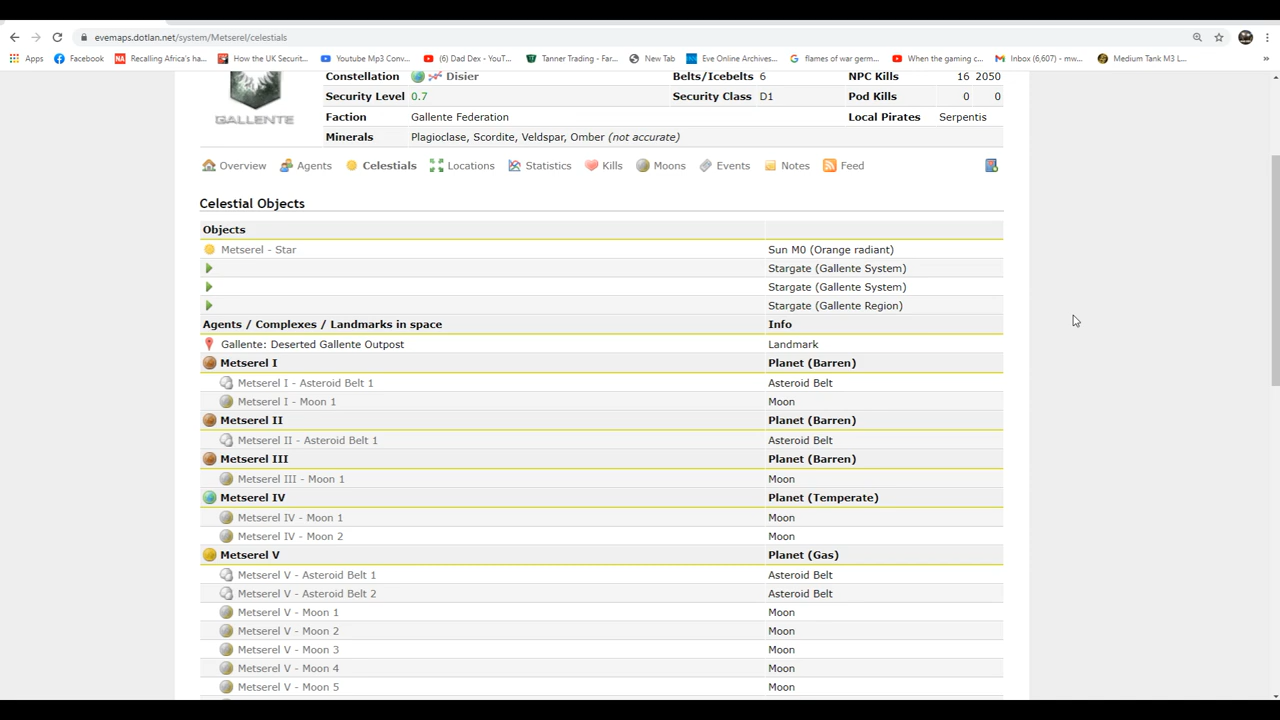 evemaps.dotlan.net/system/Metserel/celestials
Apps Facebook Recalling Africa's ha... How the UK Securit... Youtube Mp3 Conv... (6) Dad Dex - YouT... Tanner Trading - Far... New Tab Eve Online Archives... flames of war germ... When the gaming c... Inbox (6,607) - mw... Medium Tank M3 L... »
Constellation Disier Belts/Icebelts 6 NPC Kills 16 2050
Security Level 0.7 Security Class D1 Pod Kills 0 0
GALLENTE
Faction Gallente Federation Local Pirates Serpentis
Minerals Plagioclase, Scordite, Veldspar, Omber (not accurate)
Overview Agents Celestials Locations Statistics Kills Moons Events Notes Feed
Celestial Objects
Objects
Metserel - Star Sun M0 (Orange radiant)
Stargate (Gallente System)
Stargate (Gallente System)
Stargate (Gallente Region)
Agents / Complexes / Landmarks in space Info
Gallente: Deserted Gallente Outpost Landmark
Metserel I Planet (Barren)
Metserel I - Asteroid Belt 1 Asteroid Belt
Metserel I - Moon 1 Moon
Metserel II Planet (Barren)
Metserel II - Asteroid Belt 1 Asteroid Belt
Metserel III Planet (Barren)
Metserel III - Moon 1 Moon
Metserel IV Planet (Temperate)
Metserel IV - Moon 1 Moon
Metserel IV - Moon 2 Moon
Metserel V Planet (Gas)
Metserel V - Asteroid Belt 1 Asteroid Belt
Metserel V - Asteroid Belt 2 Asteroid Belt
Metserel V - Moon 1 Moon
Metserel V - Moon 2 Moon
Metserel V - Moon 3 Moon
Metserel V - Moon 4 Moon
Metserel V - Moon 5 Moon